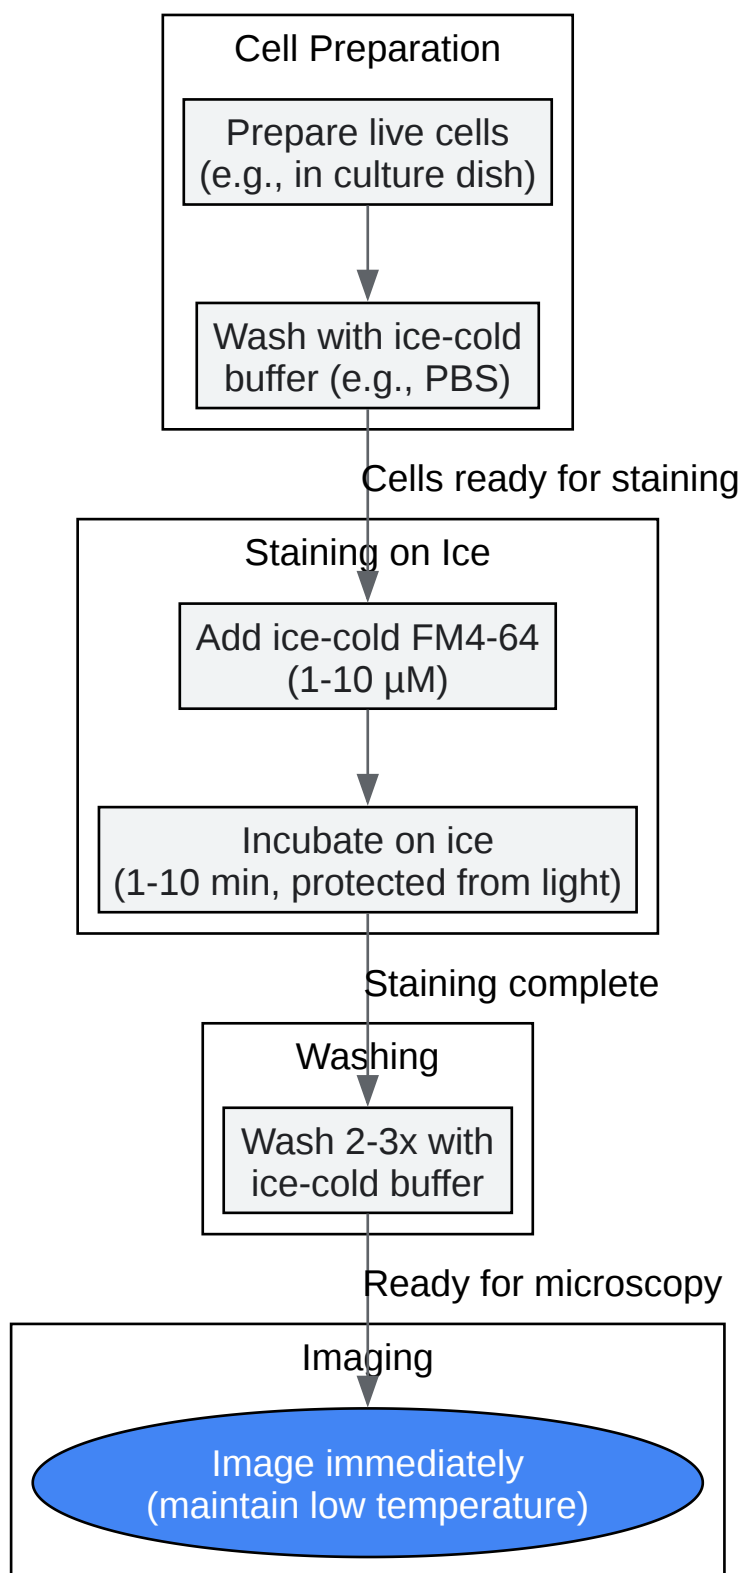 Cell Preparation
Prepare live cells
(e.g., in culture dish)
Wash with ice-cold
buffer (e.g., PBS)
Cells ready for staining
Staining on Ice
Add ice-cold FM4-64
(1-10 µM)
Incubate on ice
(1-10 min, protected from light)
Staining complete
Washing
Wash 2-3x with
ice-cold buffer
Ready for microscopy
Imaging
Image immediately
(maintain low temperature)